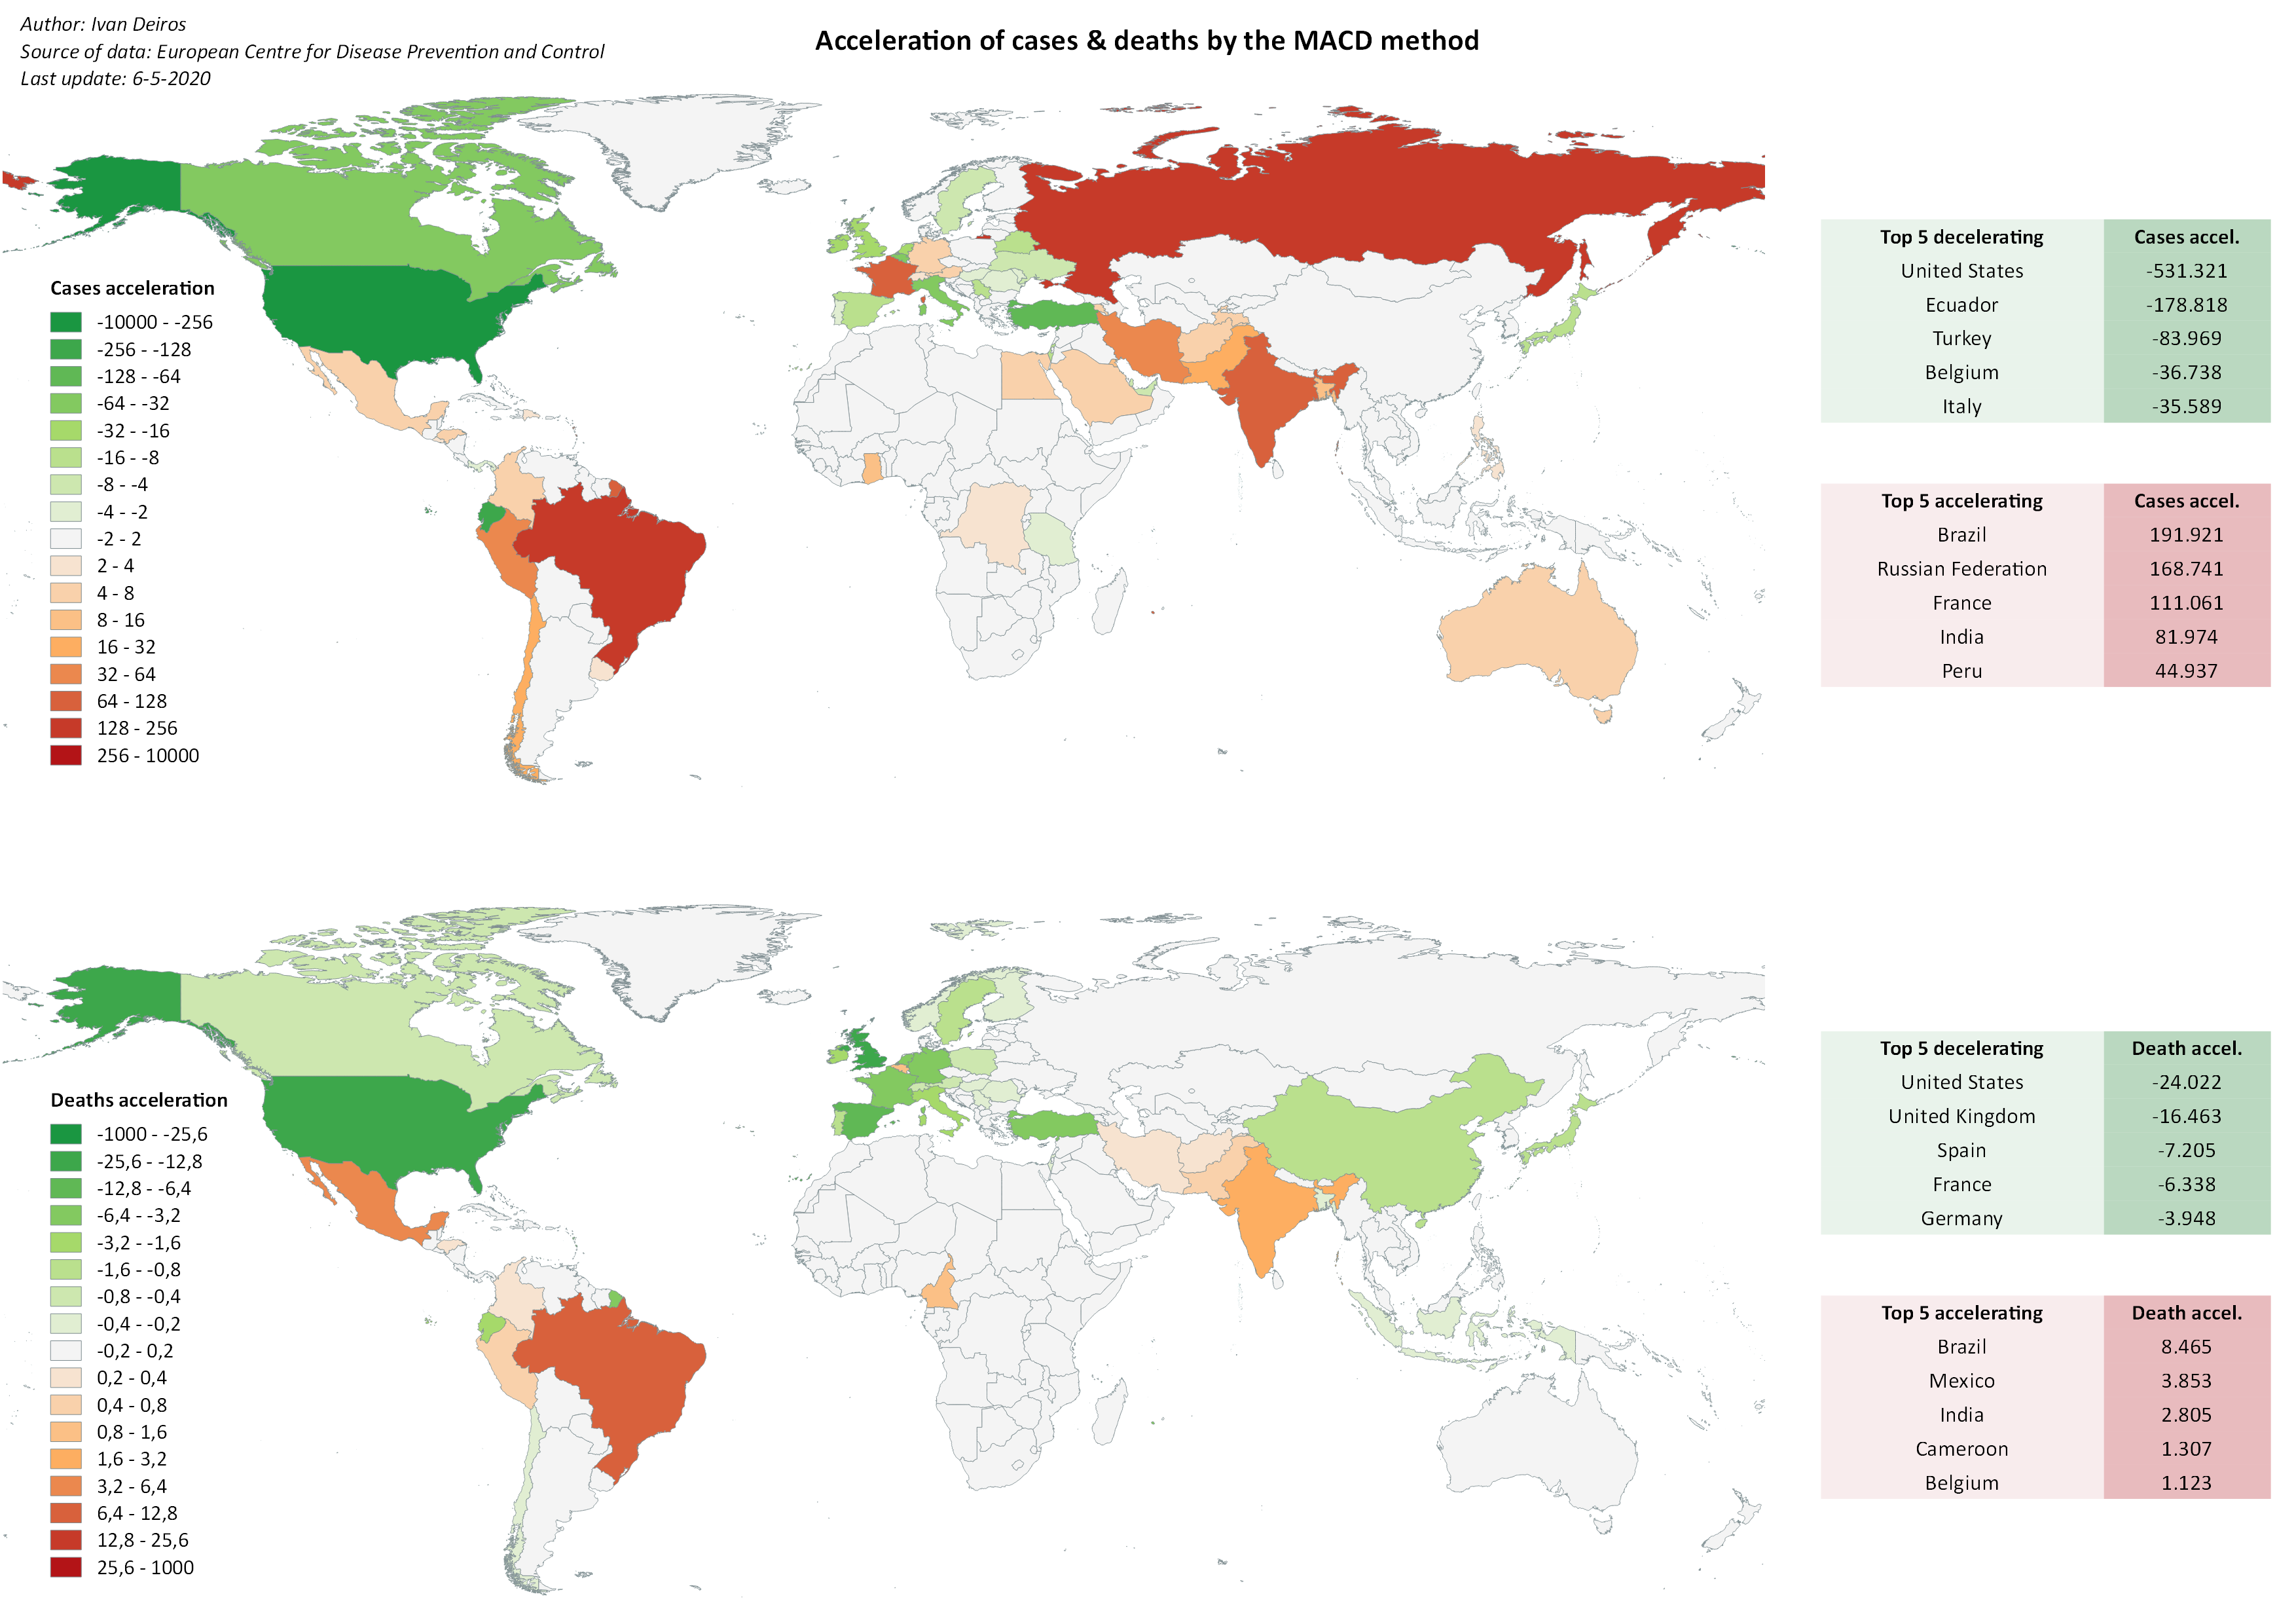 Author: Ivan Deiros
Source of data: European Centre for Disease Prevention and Control
Last update: 6-5-2020
Acceleration of cases & deaths by the MACD method
Cases acceleration
-10000 - -256
-256 - -128
-128 - -64
-64 - -32
-32 - -16
-16 - -8
-8 - -4
-4 - -2
-2 - 2
2 - 4
4 - 8
8 - 16
16 - 32
32 - 64
64 - 128
128 - 256
256 - 10000
Top 5 decelerating Cases accel.
United States -531.321
Ecuador -178.818
Turkey -83.969
Belgium -36.738
Italy -35.589
Top 5 accelerating Cases accel.
Brazil 191.921
Russian Federation 168.741
France 111.061
India 81.974
Peru 44.937
Deaths acceleration
-1000 - -25,6
-25,6 - -12,8
-12,8 - -6,4
-6,4 - -3,2
-3,2 - -1,6
-1,6 - -0,8
-0,8 - -0,4
-0,4 - -0,2
-0,2 - 0,2
0,2 - 0,4
0,4 - 0,8
0,8 - 1,6
1,6 - 3,2
3,2 - 6,4
6,4 - 12,8
12,8 - 25,6
25,6 - 1000
Top 5 decelerating Death accel.
United States -24.022
United Kingdom -16.463
Spain -7.205
France -6.338
Germany -3.948
Top 5 accelerating Death accel.
Brazil 8.465
Mexico 3.853
India 2.805
Cameroon 1.307
Belgium 1.123